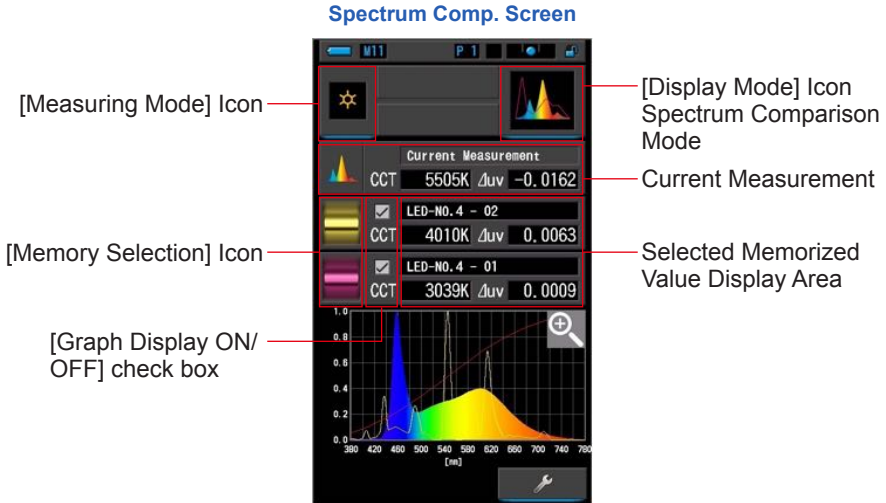 Spectrum Comp. Screen
M11 P 1
[Measuring Mode] Icon
[Display Mode] Icon
Spectrum Comparison
Mode
Current Measurement
CCT 5505K ⊿uv -0.0162
Current Measurement
LED-NO.4 - 02
CCT 4010K ⊿uv 0.0063
[Memory Selection] Icon
Selected Memorized
Value Display Area
LED-NO.4 - 01
CCT 3039K ⊿uv 0.0009
[Graph Display ON/
OFF] check box
1.0
0.8
0.6
0.4
0.2
0.0
380 420 460 500 540 580 620 660 700 740 780
[nm]